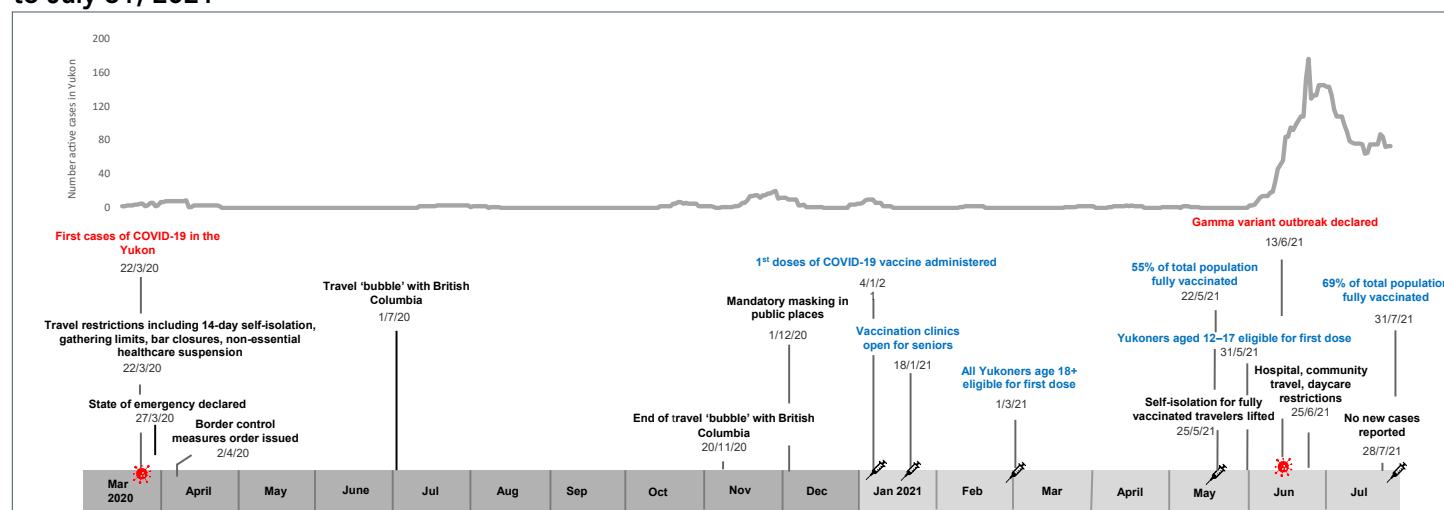 to July 31, 2021
200
160
120
80
40
0
Number active cases in Yukon
First cases of COVID-19 in the
Yukon
22/3/20
Travel restrictions including 14-day self-isolation,
gathering limits, bar closures, non-essential
healthcare suspension
22/3/20
State of emergency declared
27/3/20
Border control
measures order issued
2/4/20
Travel ‘bubble’ with British
Columbia
1/7/20
End of travel ‘bubble’ with British
Columbia
20/11/20
Mandatory masking in
public places
1/12/20
1st doses of COVID-19 vaccine administered
4/1/2
1
Vaccination clinics
open for seniors
18/1/21
All Yukoners age 18+
eligible for first dose
1/3/21
55% of total population
fully vaccinated
22/5/21
Self-isolation for fully
vaccinated travelers lifted
25/5/21
Yukoners aged 12–17 eligible for first dose
31/5/21
Gamma variant outbreak declared
13/6/21
Hospital, community
travel, daycare
restrictions
25/6/21
No new cases
reported
28/7/21
69% of total population
fully vaccinated
31/7/21
Mar
2020
April
May
June
Jul
Aug
Sep
Oct
Nov
Dec
Jan 2021
Feb
Mar
April
May
Jun
Jul